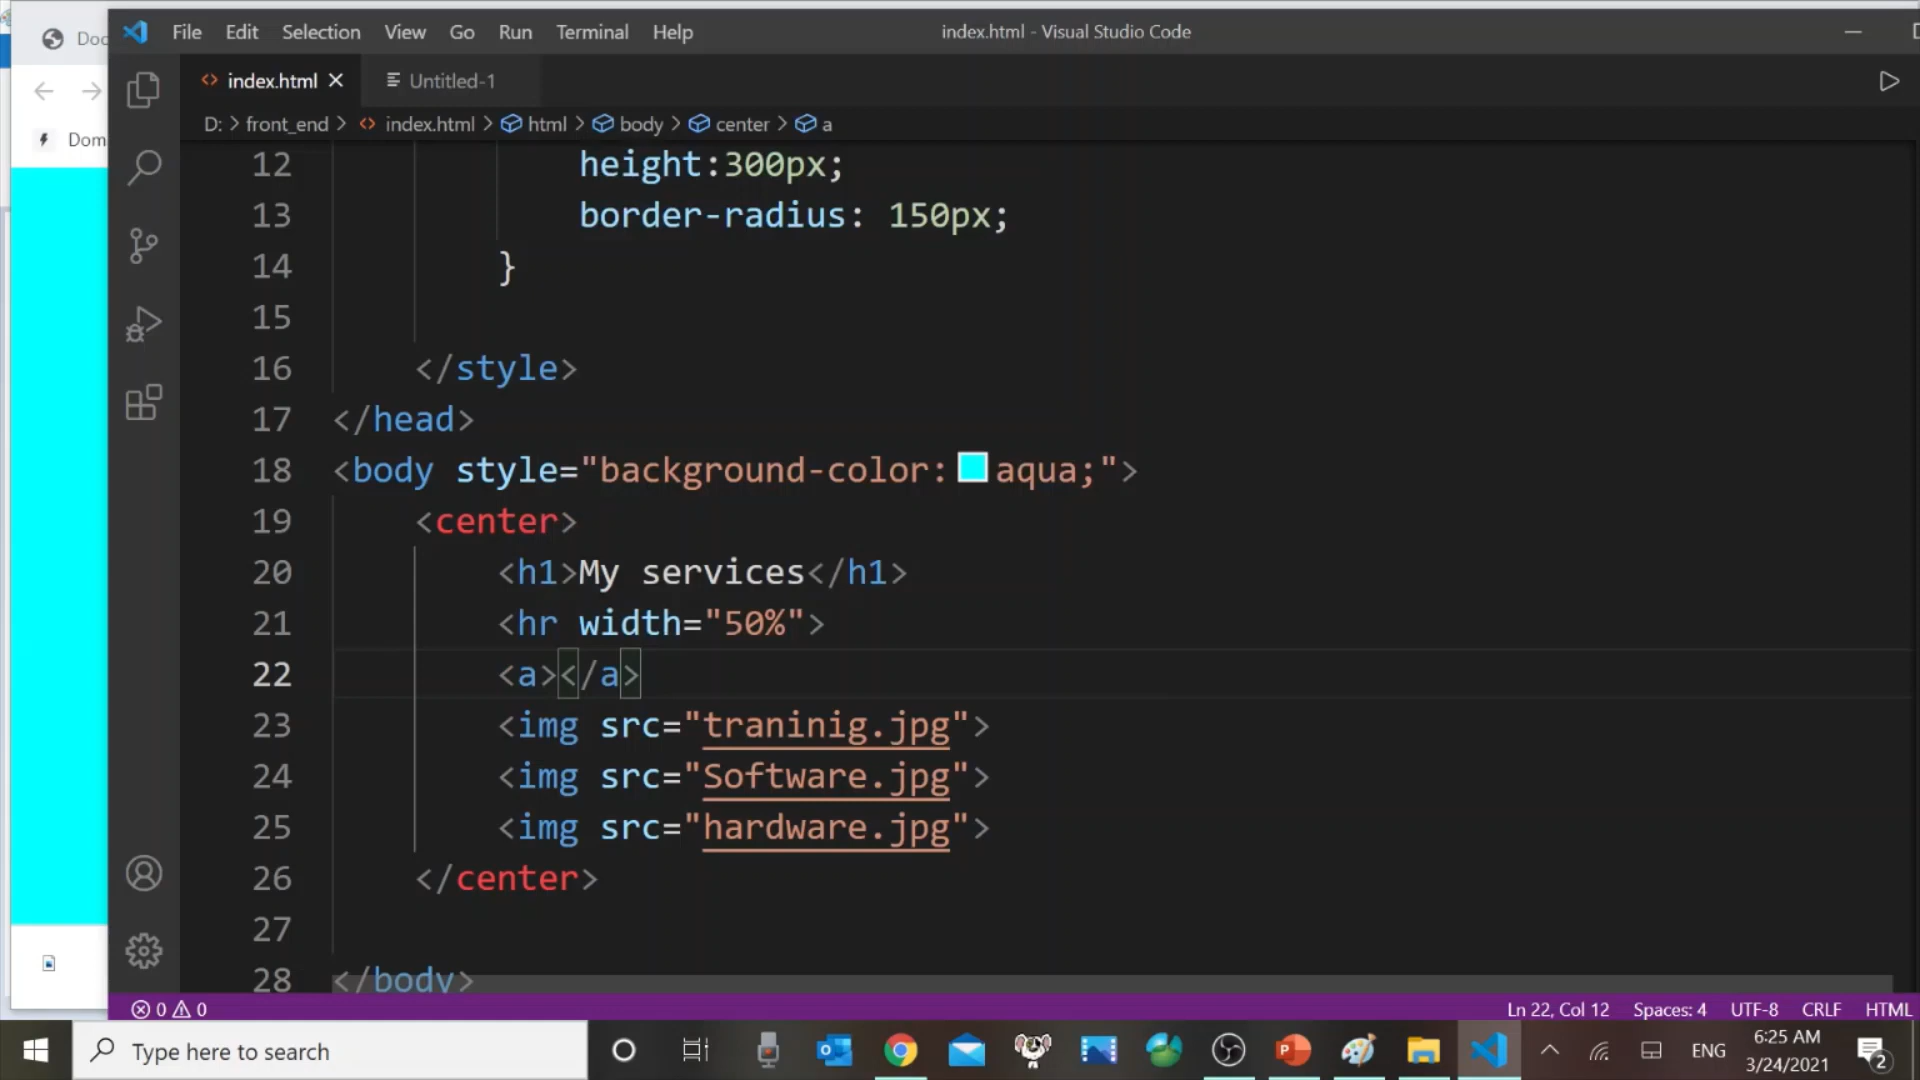 Doc
File Edit Selection View Go Run Terminal Help index.html - Visual Studio Code
index.html Untitled-1
D: > front_end > index.html > html > body > center > a
Dom
12 height:300px;
13 border-radius: 150px;
14 }
15
16 </style>
17 </head>
18 <body style="background-color: aqua;">
19 <center>
20 <h1>My services</h1>
21 <hr width="50%">
22 <a></a>
23 <img src="traninig.jpg">
24 <img src="Software.jpg">
25 <img src="hardware.jpg">
26 </center>
27
28 </body>
0 0 Ln 22, Col 12 Spaces: 4 UTF-8 CRLF HTML
Type here to search
ENG
6:25 AM
3/24/2021
2